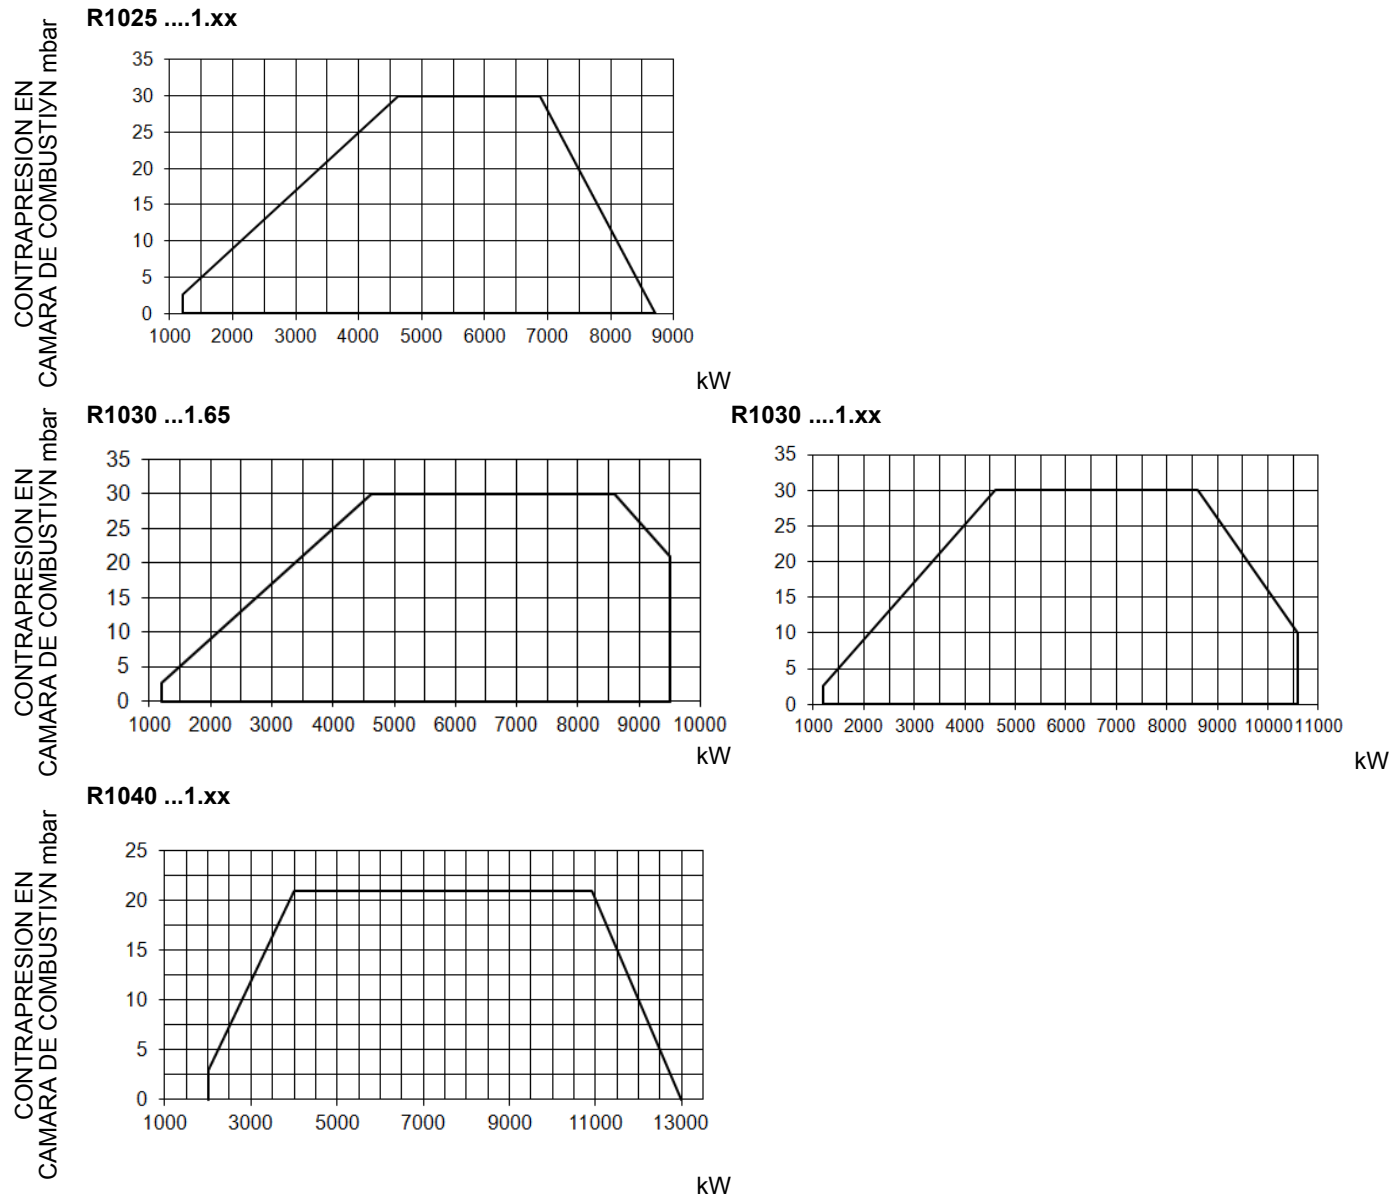 R1025 ....1.xx
CONTRAPRESION EN
CAMARA DE COMBUSTIyN mbar
35
30
25
20
15
10
5
0
1000 2000 3000 4000 5000 6000 7000 8000 9000
kW
R1030 ...1.65
CONTRAPRESION EN
CAMARA DE COMBUSTIyN mbar
35
30
25
20
15
10
5
0
1000 2000 3000 4000 5000 6000 7000 8000 9000 10000
kW
R1030 ....1.xx
35
30
25
20
15
10
5
0
1000 2000 3000 4000 5000 6000 7000 8000 9000 10000 11000
kW
R1040 ...1.xx
CONTRAPRESION EN
CAMARA DE COMBUSTIyN mbar
25
20
15
10
5
0
1000 3000 5000 7000 9000 11000 13000
kW